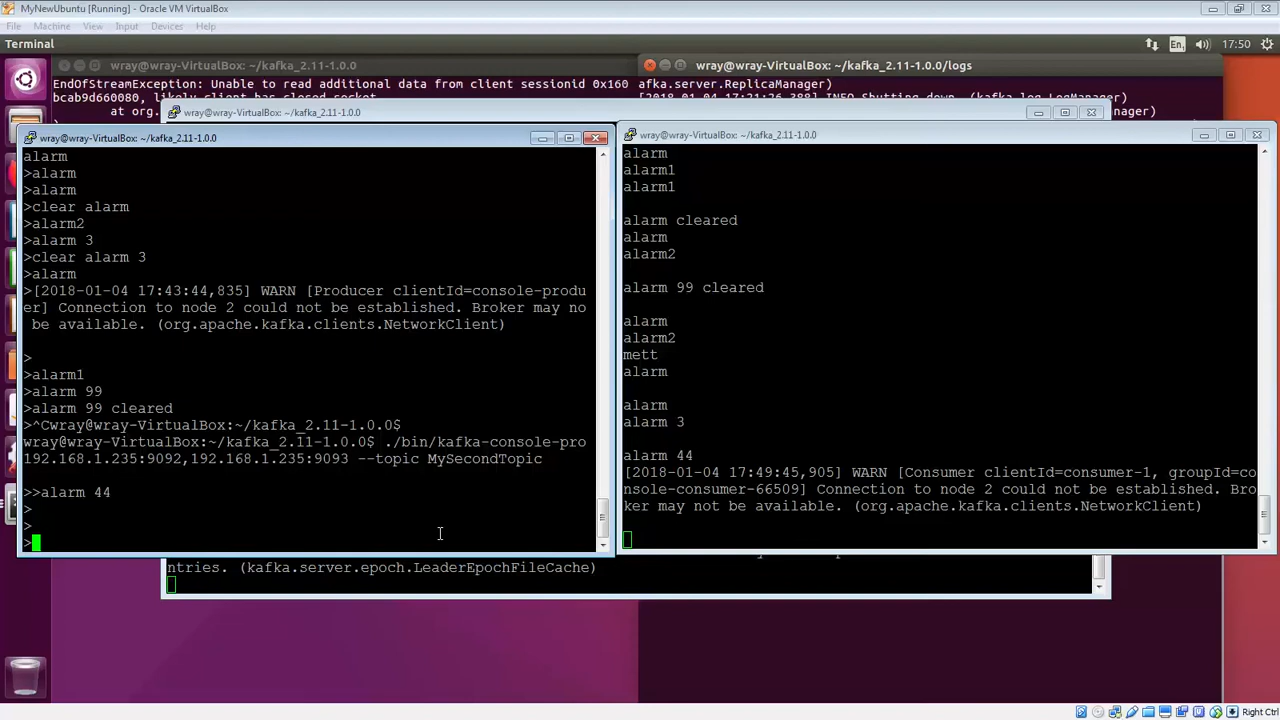 MyNewUbuntu [Running] - Oracle VM VirtualBox
File Machine View Input Devices Help
Terminal
En
17:50
wray@wray-VirtualBox: ~/kafka_2.11-1.0.0
wray@wray-VirtualBox: ~/kafka_2.11-1.0.0/logs
EndOfStreamException: Unable to read additional data from client sessionid 0x160
bcab9d660080, likely client has closed socket
at org.
afka.server.ReplicaManager)
[2018-01-04 17:21:26,388] INFO Shutting down. (kafka.log.LogManager)
wray@wray-VirtualBox: ~/kafka_2.11-1.0.0
wray@wray-VirtualBox: ~/kafka_2.11-1.0.0
alarm
>alarm
>alarm
>clear alarm
>alarm2
>alarm 3
>clear alarm 3
>alarm
>[2018-01-04 17:43:44,835] WARN [Producer clientId=console-produ
er] Connection to node 2 could not be established. Broker may no
be available. (org.apache.kafka.clients.NetworkClient)
>
>alarm1
>alarm 99
>alarm 99 cleared
>^Cwray@wray-VirtualBox:~/kafka_2.11-1.0.0$
wray@wray-VirtualBox:~/kafka_2.11-1.0.0$ ./bin/kafka-console-pro
192.168.1.235:9092,192.168.1.235:9093 --topic MySecondTopic
>>alarm 44
>
>
>
wray@wray-VirtualBox: ~/kafka_2.11-1.0.0
alarm
alarm1
alarm1
alarm cleared
alarm
alarm2
alarm 99 cleared
alarm
alarm2
mett
alarm
alarm
alarm 3
alarm 44
[2018-01-04 17:49:45,905] WARN [Consumer clientId=consumer-1, groupId=co
nsole-consumer-66509] Connection to node 2 could not be established. Bro
ker may not be available. (org.apache.kafka.clients.NetworkClient)
ntries. (kafka.server.epoch.LeaderEpochFileCache)
Right Ctrl